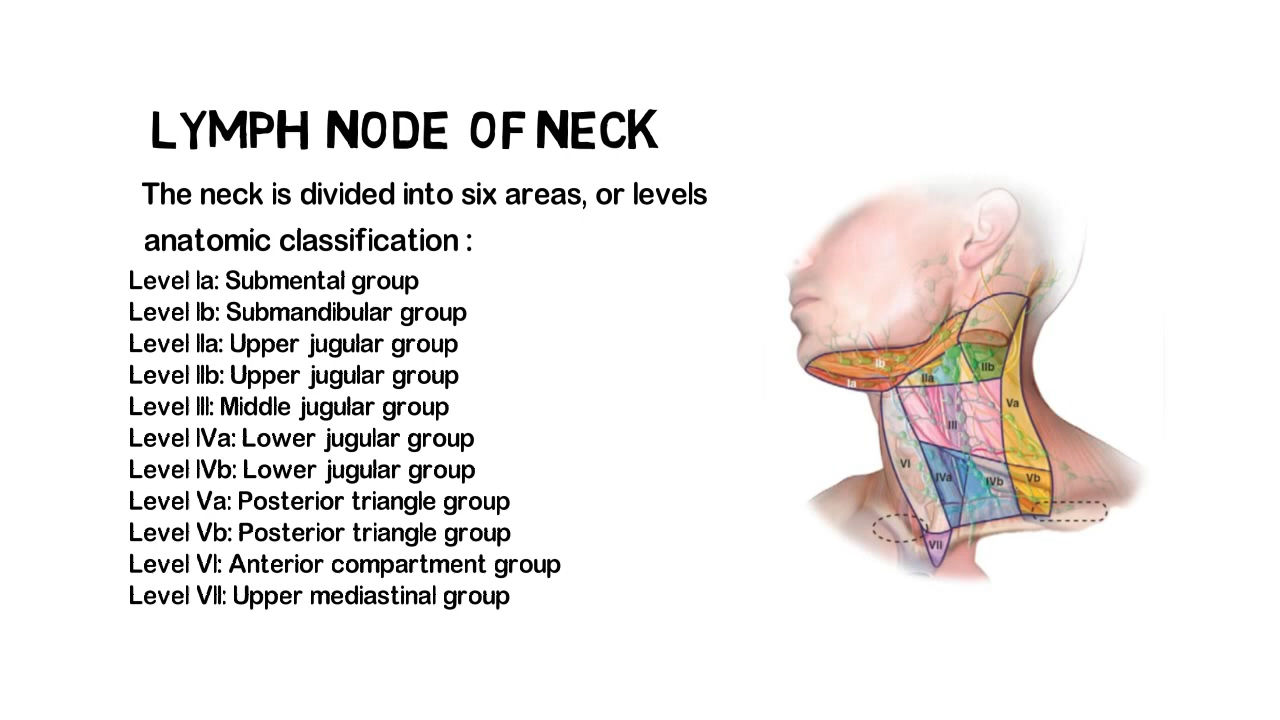 LYMPH NODE OF NECK
The neck is divided into six areas, or levels
anatomic classification :
Level Ia: Submental group
Level Ib: Submandibular group
Level IIa: Upper jugular group
Level IIb: Upper jugular group
Level III: Middle jugular group
Level IVa: Lower jugular group
Level IVb: Lower jugular group
Level Va: Posterior triangle group
Level Vb: Posterior triangle group
Level VI: Anterior compartment group
Level VII: Upper mediastinal group
Ib
Ia
IIa
IIb
Va
III
VI
IVa
IVb
Vb
VII